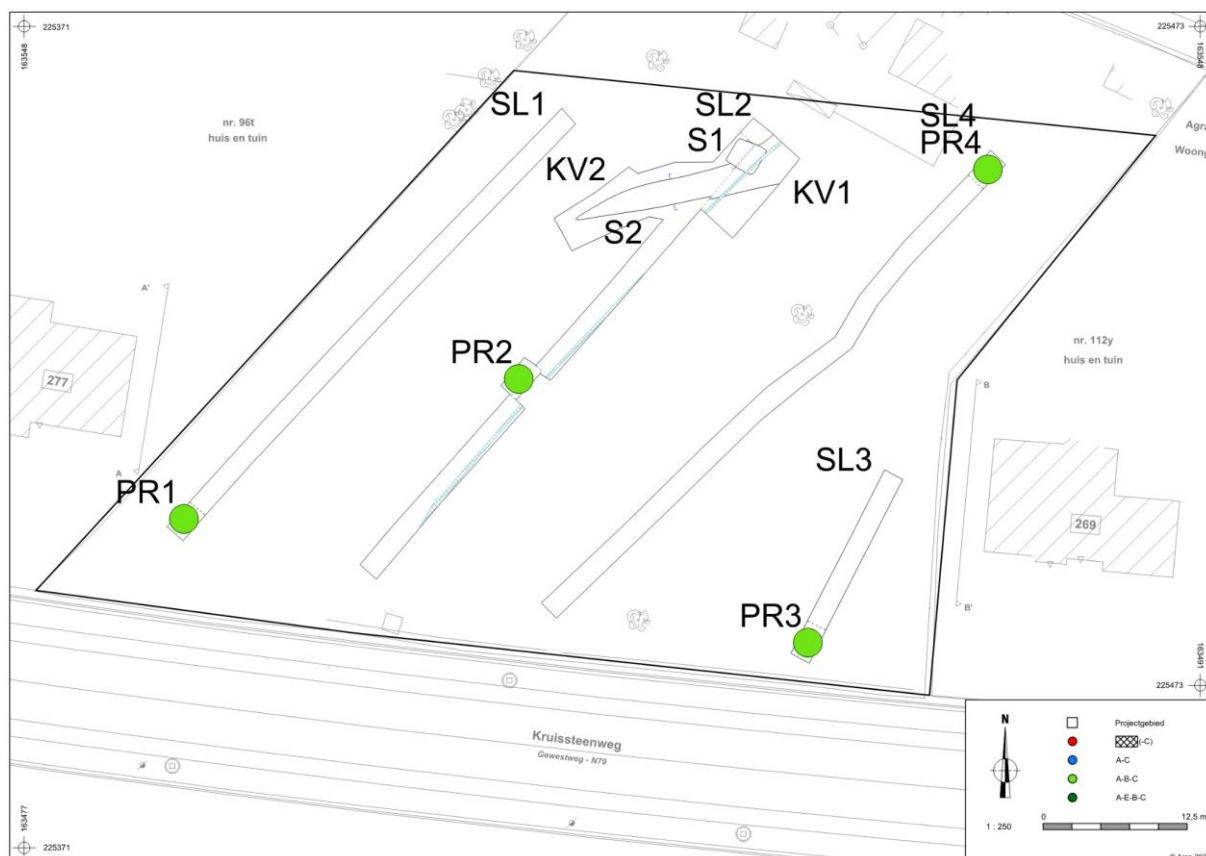 225371
163548
225473
163548
nr. 96t
huis en tuin
SL1
SL2
S1
KV2
KV1
S2
SL4
PR4
Agra
Woong
A'
277
A
PR1
PR2
nr. 112y
huis en tuin
B
SL3
269
B'
PR3
163491
225473
Kruissteenweg
Gewestweg - N79
163477
225371
N
1 : 250
Projectgebied
(-C)
A-C
A-B-C
A-E-B-C
0
12,5 m